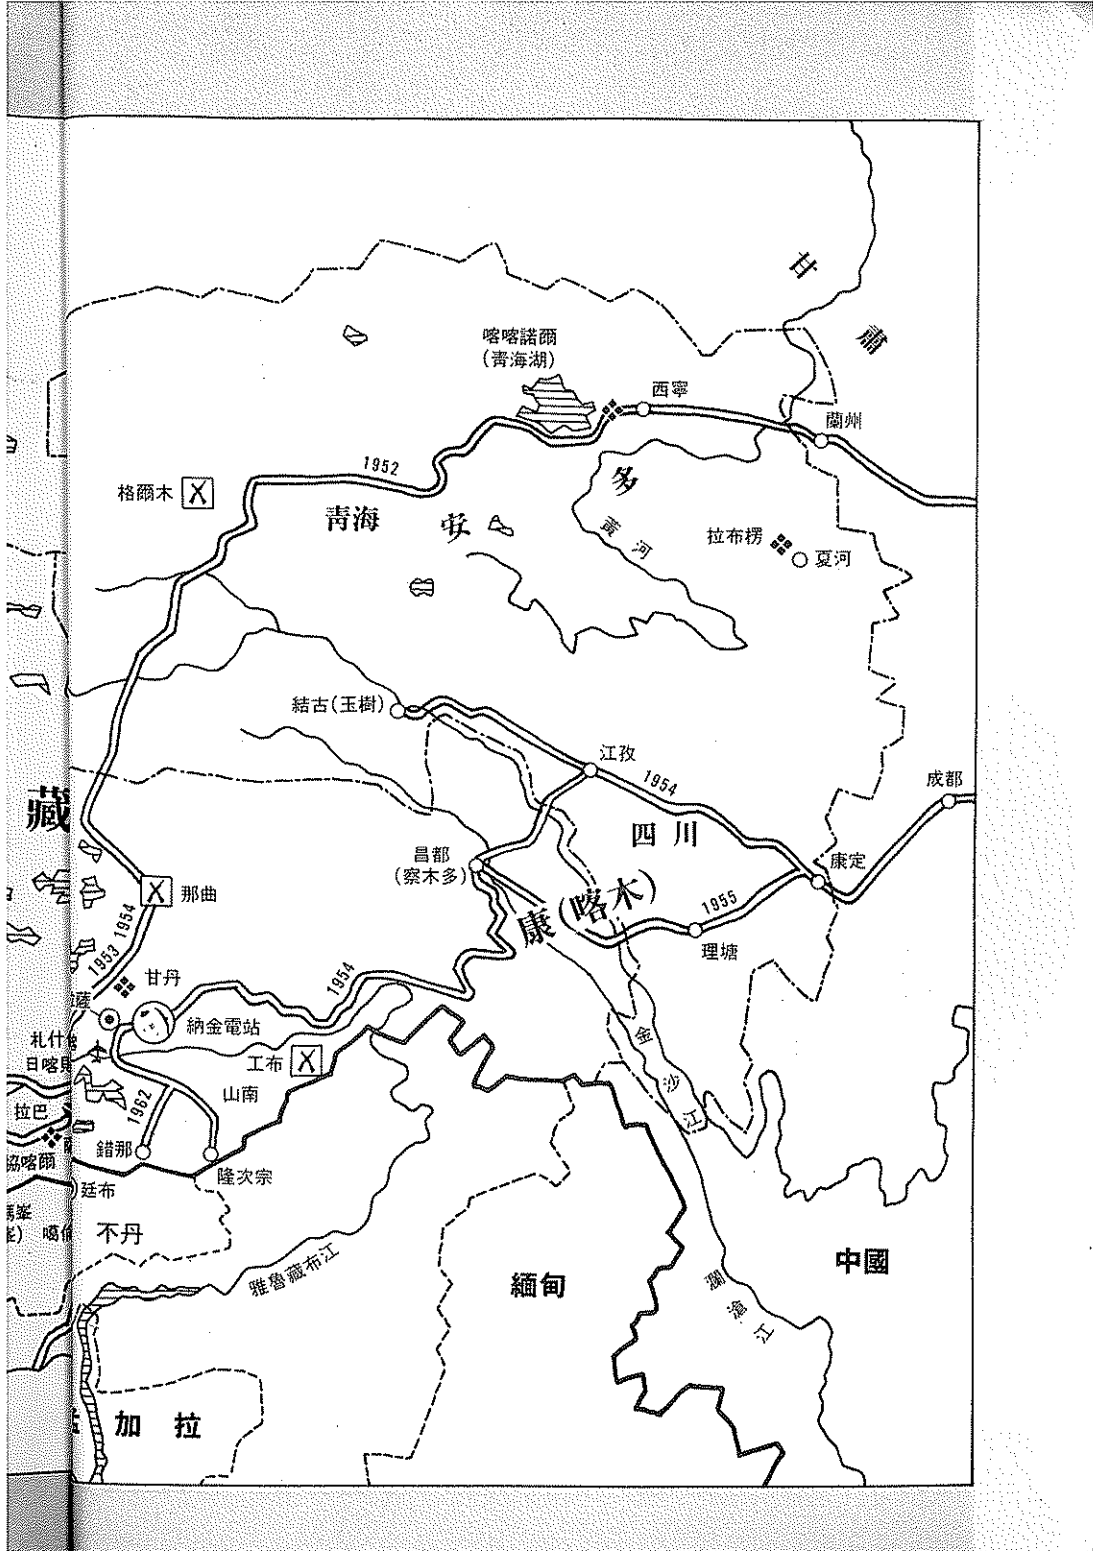 甘肅
喀喀諾爾
(靑海湖)
西寧
蘭州
1952
格爾木
靑海
安多
黃河
拉布楞
夏河
結古(玉樹)
江孜
1954
成都
藏
四川
昌都
(察木多)
康定
那曲
康(喀木)
1955
理塘
1954
1953
甘丹
1954
納金電站
札什
日喀
工布
山南
金沙江
拉巴
1962
錯那
隆次宗
協喀爾
廷布
不丹
雅魯藏布江
緬甸
中國
瀾滄江
加拉